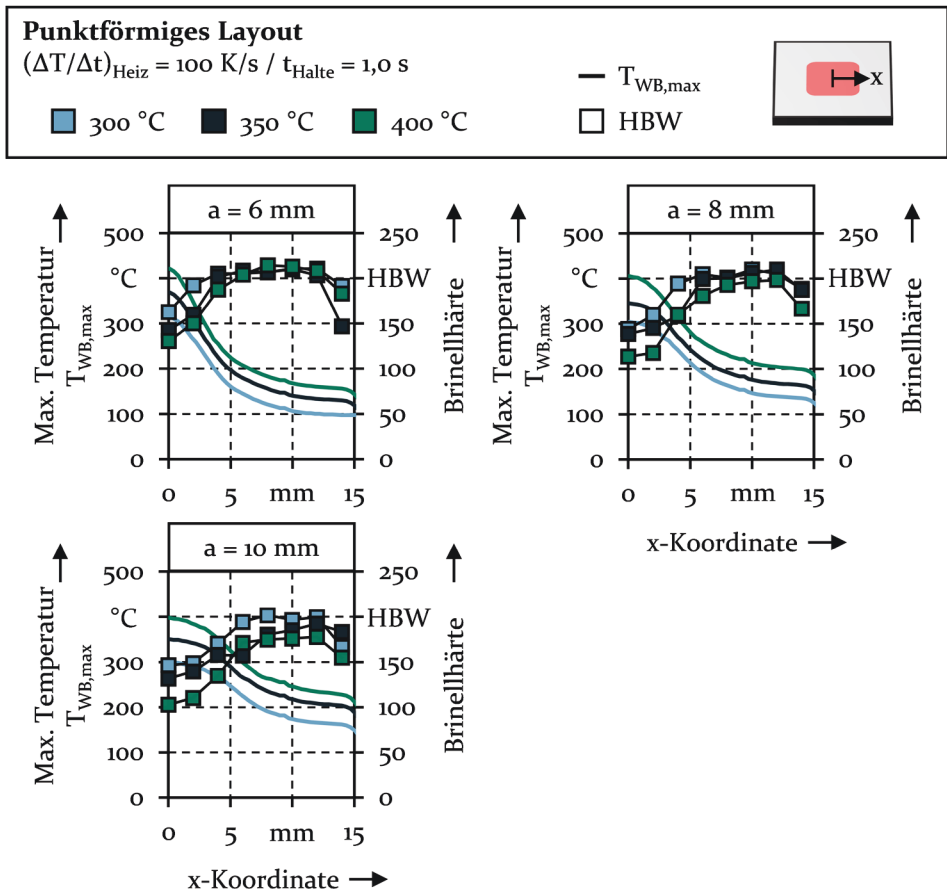 Punktförmiges Layout
(ΔT/Δt)Heiz = 100 K/s / tHalte = 1,0 s
300 °C 350 °C 400 °C
TWB,max
HBW
x
a = 6 mm
Max. Temperatur
TWB,max
500
°C
300
200
100
0
250
HBW
150
100
50
0
Brinellhärte
0 5 mm 15
a = 8 mm
Max. Temperatur
TWB,max
500
°C
300
200
100
0
250
HBW
150
100
50
0
Brinellhärte
0 5 mm 15
x-Koordinate
a = 10 mm
Max. Temperatur
TWB,max
500
°C
300
200
100
0
250
HBW
150
100
50
0
Brinellhärte
0 5 mm 15
x-Koordinate